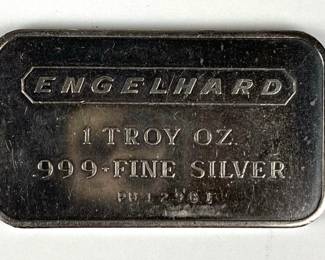 ENGELHARD
1 TROY OZ.
.999+FINE SILVER